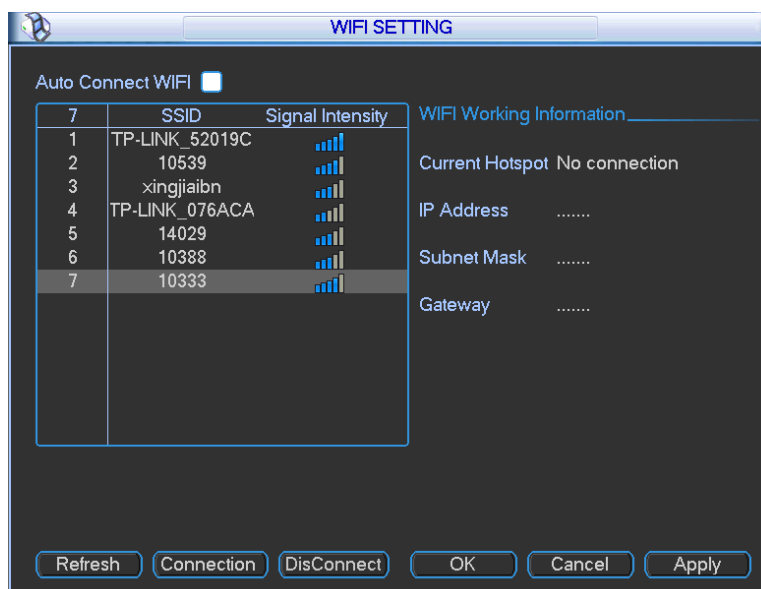 WIFI SETTING
Auto Connect WIFI
7 SSID Signal Intensity
1 TP-LINK_52019C
2 10539
3 xingjiaibn
4 TP-LINK_076ACA
5 14029
6 10388
7 10333
WIFI Working Information
Current Hotspot No connection
IP Address .......
Subnet Mask .......
Gateway .......
Refresh Connection DisConnect OK Cancel Apply